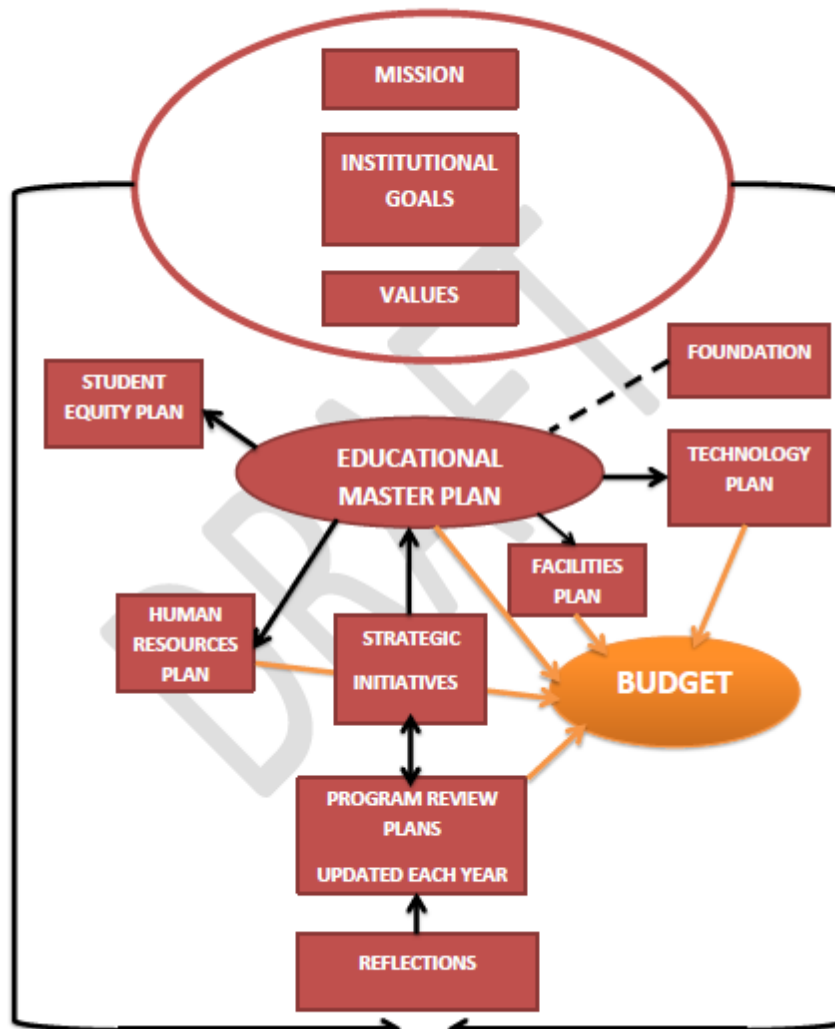 MISSION
INSTITUTIONAL
GOALS
VALUES
FOUNDATION
STUDENT
EQUITY PLAN
EDUCATIONAL
MASTER PLAN
TECHNOLOGY
PLAN
FACILITIES
PLAN
HUMAN
RESOURCES
PLAN
STRATEGIC
INITIATIVES
BUDGET
PROGRAM REVIEW
PLANS
UPDATED EACH YEAR
REFLECTIONS
DRAFT